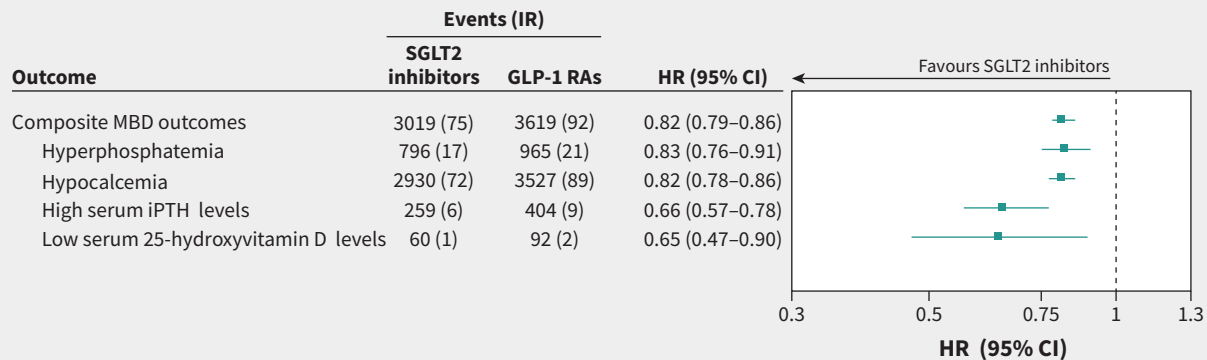 Events (IR)
Outcome SGLT2 inhibitors GLP-1 RAs HR (95% CI) Favours SGLT2 inhibitors
Composite MBD outcomes 3019 (75) 3619 (92) 0.82 (0.79–0.86)
Hyperphosphatemia 796 (17) 965 (21) 0.83 (0.76–0.91)
Hypocalcemia 2930 (72) 3527 (89) 0.82 (0.78–0.86)
High serum iPTH levels 259 (6) 404 (9) 0.66 (0.57–0.78)
Low serum 25-hydroxyvitamin D levels 60 (1) 92 (2) 0.65 (0.47–0.90)
0.3 0.5 0.75 1 1.3
HR (95% CI)